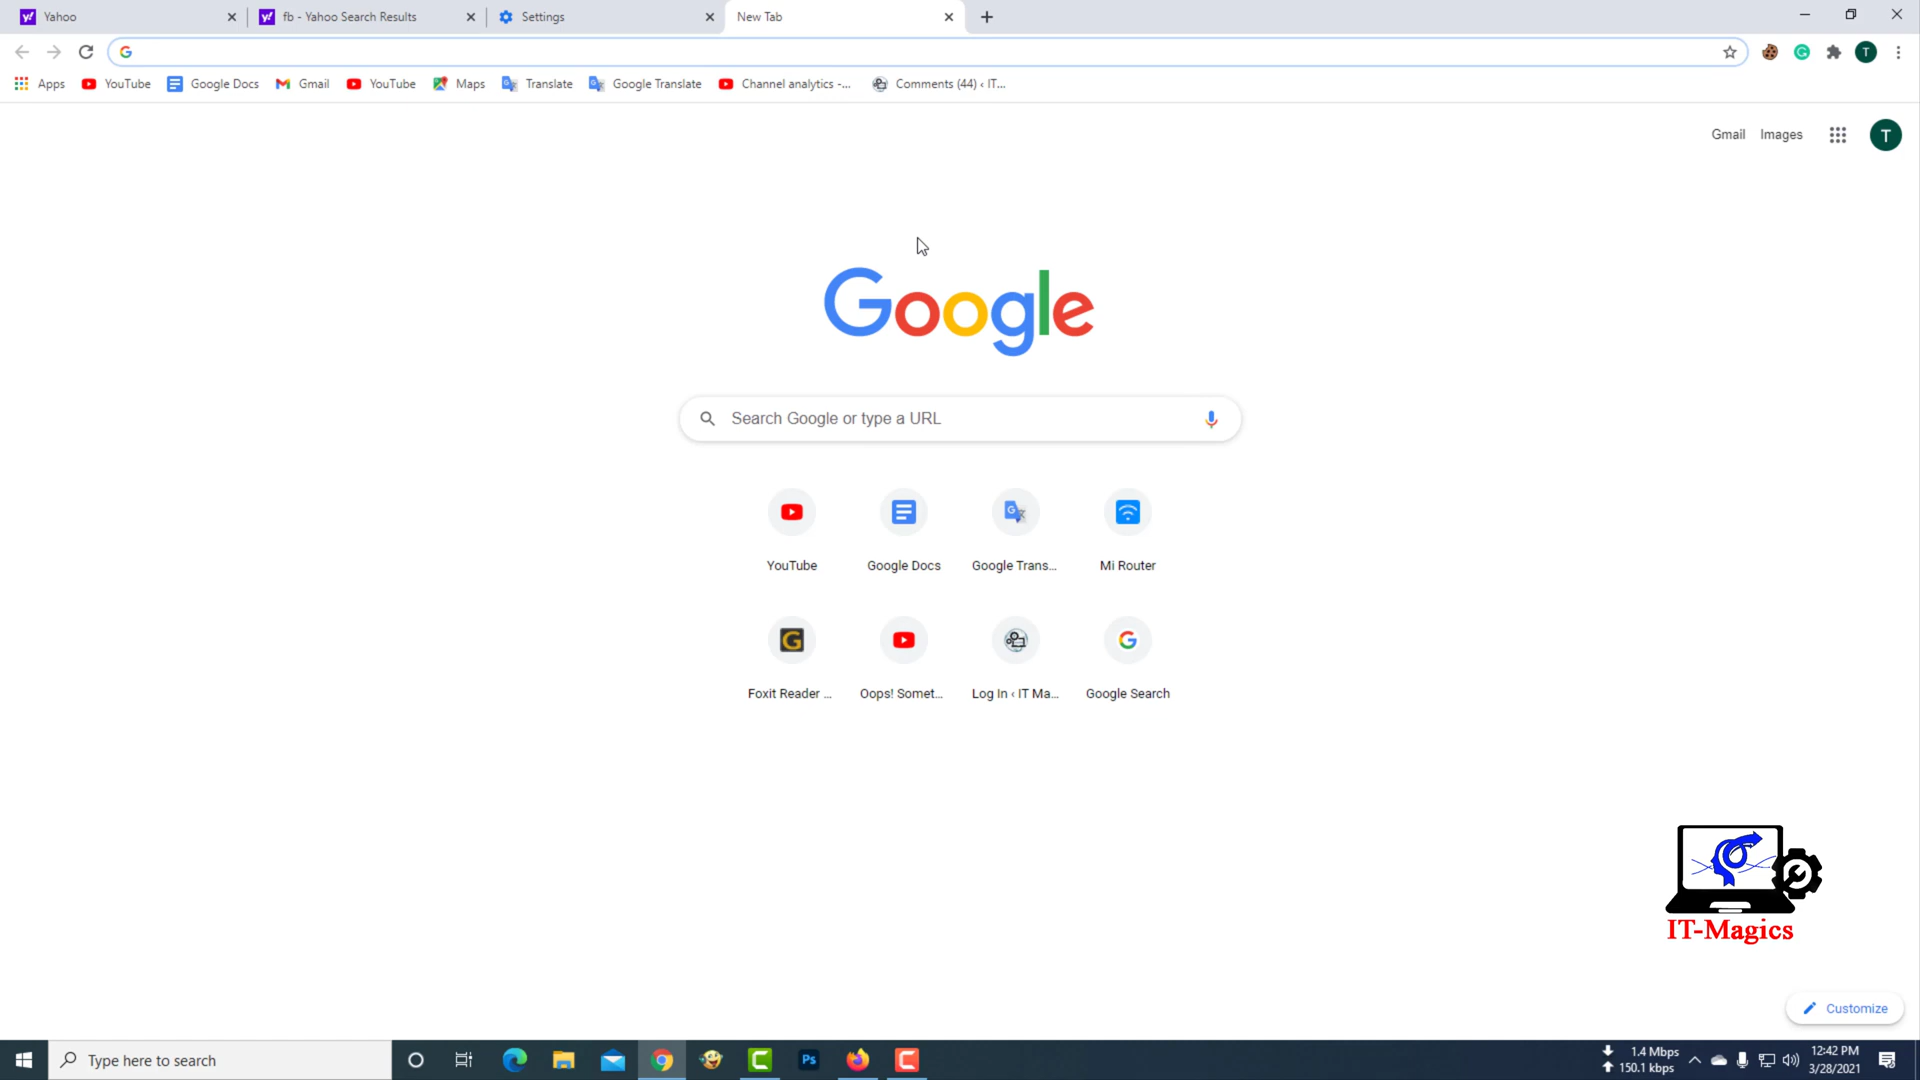 Yahoo
fb - Yahoo Search Results
Settings
New Tab
Apps
YouTube
Google Docs
Gmail
YouTube
Maps
Translate
Google Translate
Channel analytics -...
Comments (44) ‹ IT...
Gmail
Images
T
T
Google
Search Google or type a URL
YouTube
Google Docs
Google Trans...
Mi Router
Foxit Reader ...
Oops! Somet...
Log In ‹ IT Ma...
Google Search
IT-Magics
Customize
Type here to search
Ps
1.4 Mbps
150.1 kbps
12:42 PM
3/28/2021